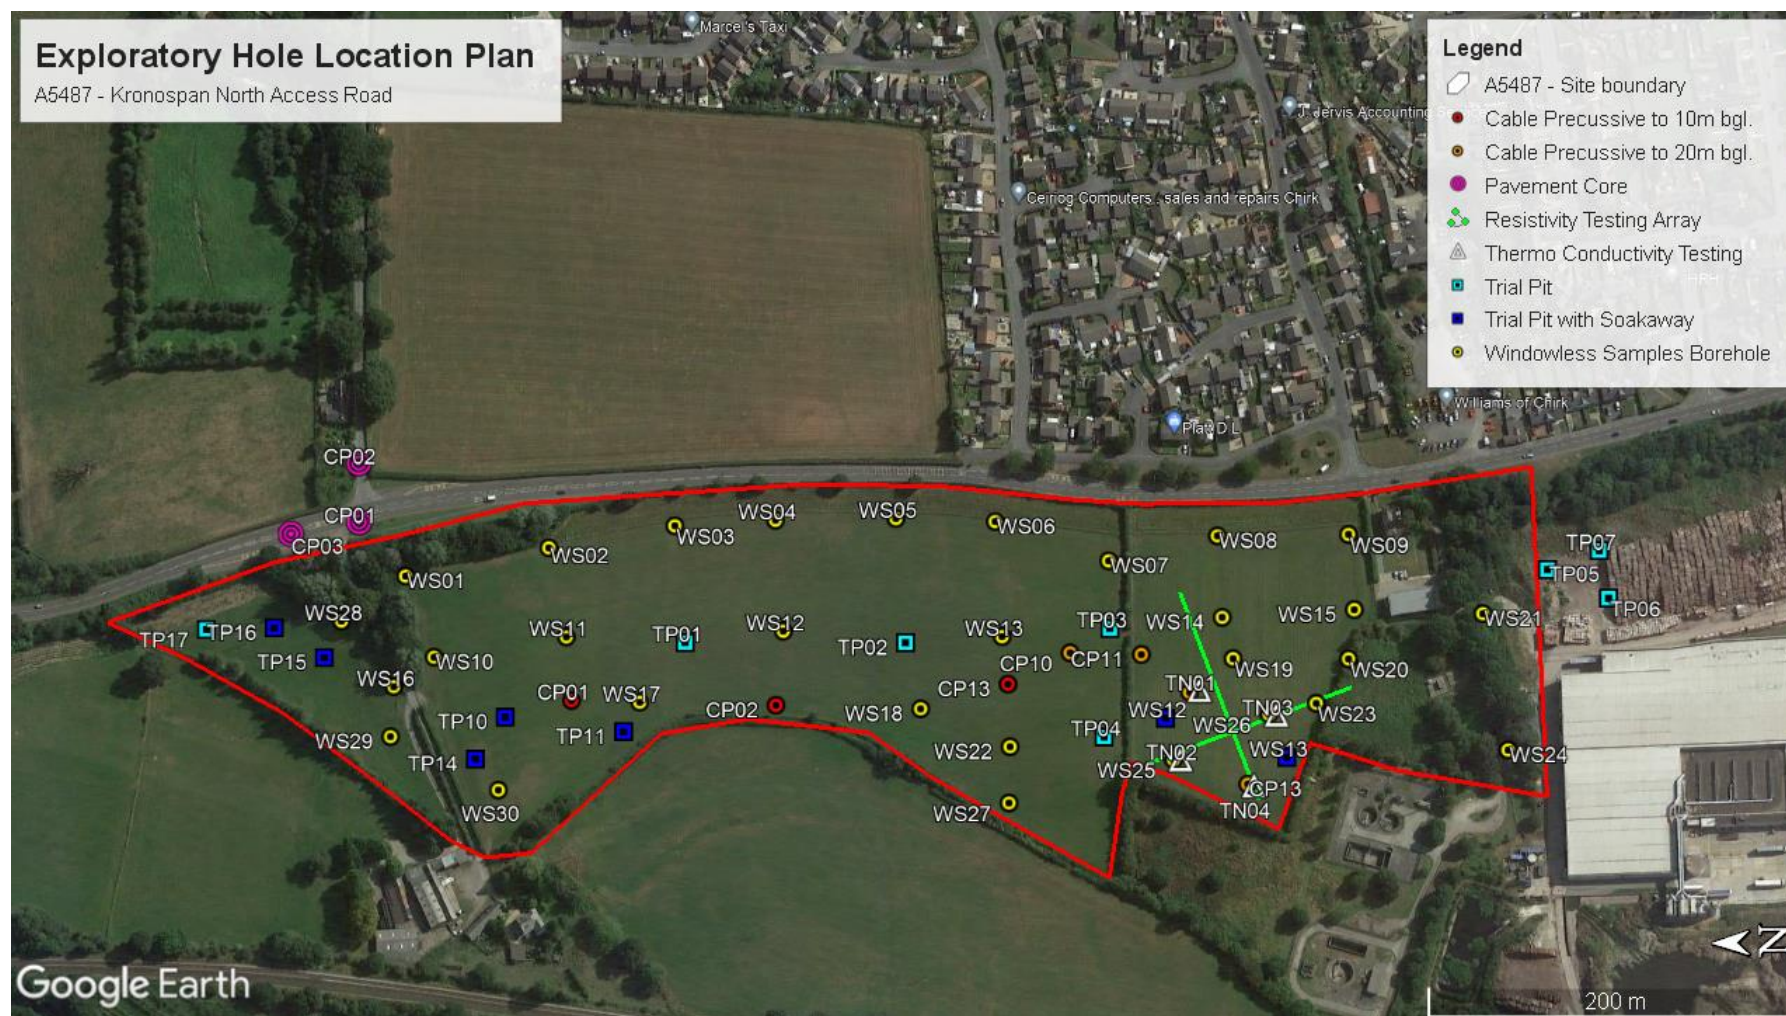 Exploratory Hole Location Plan
A5487 - Kronospan North Access Road
Legend
A5487 - Site boundary
Cable Precussive to 10m bgl.
Cable Precussive to 20m bgl.
Pavement Core
Resistivity Testing Array
Thermo Conductivity Testing
Trial Pit
Trial Pit with Soakaway
Windowless Samples Borehole
Marcel's Taxi
J. Jervis Accounting
Ceiriog Computers . sales and repairs Chirk
Williams of Chirk
Platt D L
CP02
CP01
CP03
WS04
WS05
WS06
WS03
WS02
WS07
WS08
WS09
TP07
TP05
TP06
WS01
WS28
TP17
TP16
WS11
TP01
WS12
TP02
WS13
TP03
WS14
WS15
WS21
TP15
WS16
WS10
CP10
CP11
WS19
WS20
CP01
WS17
CP02
CP13
TN01
TP10
WS18
WS12
WS26
TN03
WS23
WS29
TP11
TP04
WS22
TN02
WS13
WS24
TP14
WS25
WS30
WS27
CP13
TN04
N
Google Earth
200 m